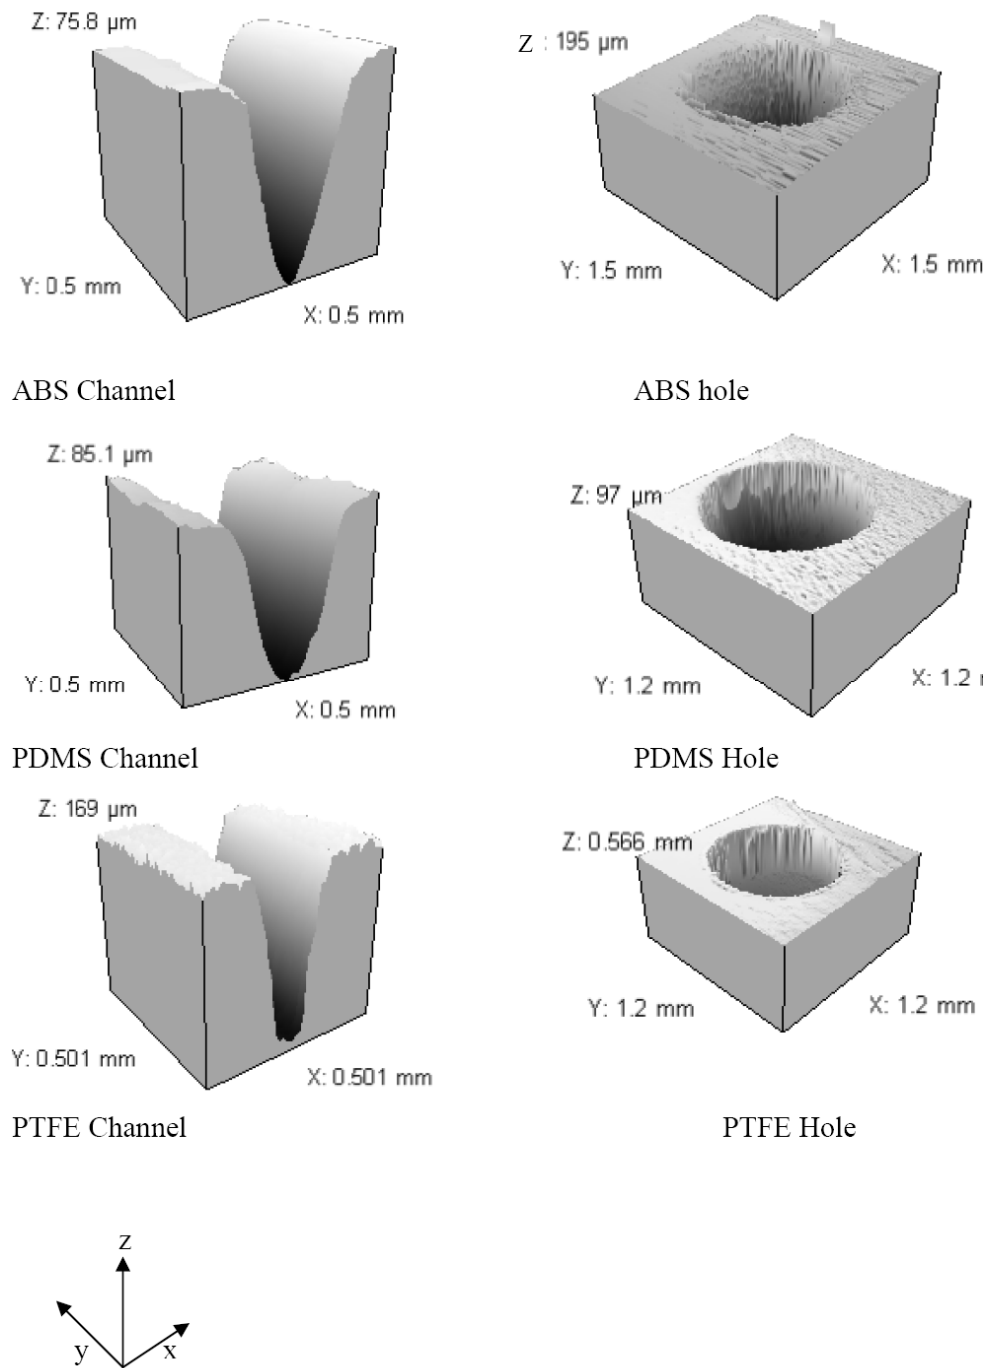 Z: 75.8 µm
Z : 195 µm
Y: 0.5 mm
X: 0.5 mm
Y: 1.5 mm
X: 1.5 mm
ABS Channel
ABS hole
Z: 85.1 µm
Z: 97 µm
Y: 0.5 mm
X: 0.5 mm
Y: 1.2 mm
X: 1.2
PDMS Channel
PDMS Hole
Z: 169 µm
Z: 0.566 mm
Y: 0.501 mm
X: 0.501 mm
Y: 1.2 mm
X: 1.2 mm
PTFE Channel
PTFE Hole
z
y
x